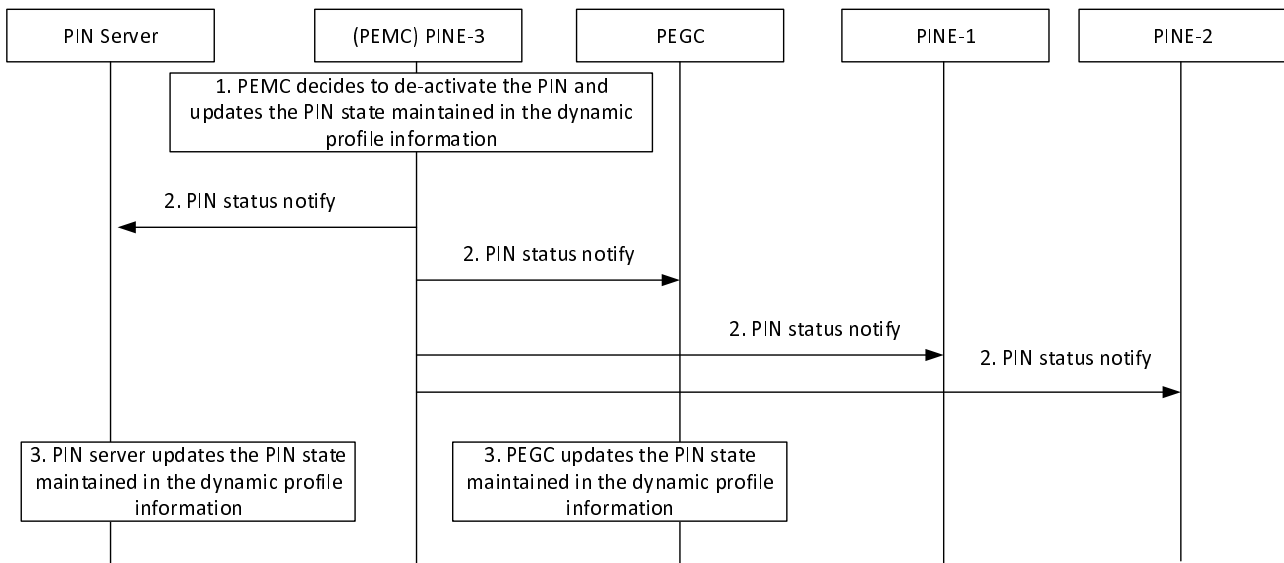 PIN Server
(PEMC) PINE-3
PEGC
PINE-1
PINE-2
1. PEMC decides to de-activate the PIN and
updates the PIN state maintained in the dynamic
profile information
2. PIN status notify
2. PIN status notify
2. PIN status notify
2. PIN status notify
3. PIN server updates the PIN state
maintained in the dynamic profile
information
3. PEGC updates the PIN state
maintained in the dynamic profile
information